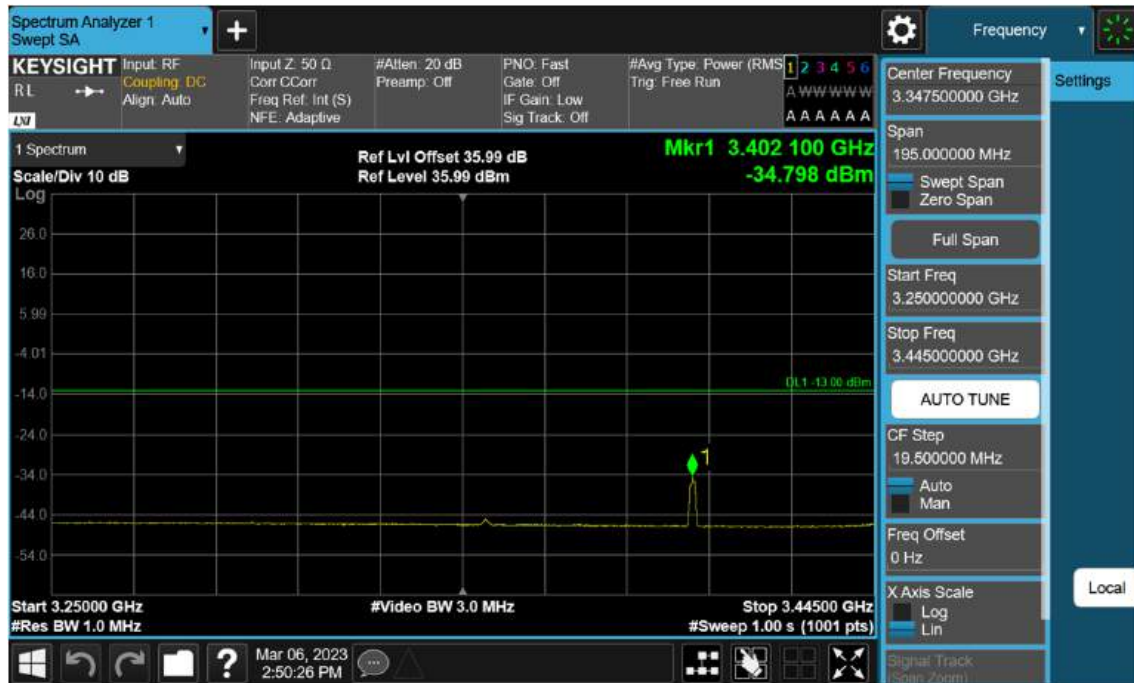 Spectrum Analyzer 1
Swept SA
Frequency
KEYSIGHT
RL
LXI
Input: RF
Coupling: DC
Align: Auto
Input Z: 50 Ω
Corr CCorr
Freq Ref: Int (S)
NFE: Adaptive
#Atten: 20 dB
Preamp: Off
PNO: Fast
Gate: Off
IF Gain: Low
Sig Track: Off
#Avg Type: Power (RMS
Trig: Free Run
1 2 3 4 5 6
A W W W W W
A A A A A A
1 Spectrum
Scale/Div 10 dB
Ref Lvl Offset 35.99 dB
Ref Level 35.99 dBm
Mkr1 3.402 100 GHz
-34.798 dBm
Log
26.0
16.0
5.99
-4.01
DL1 -13.00 dBm
-14.0
-24.0
1
-34.0
-44.0
-54.0
Start 3.25000 GHz
#Video BW 3.0 MHz
Stop 3.44500 GHz
#Res BW 1.0 MHz
#Sweep 1.00 s (1001 pts)
?
Mar 06, 2023
2:50:26 PM
Center Frequency
3.347500000 GHz
Settings
Span
195.000000 MHz
Swept Span
Zero Span
Full Span
Start Freq
3.250000000 GHz
Stop Freq
3.445000000 GHz
AUTO TUNE
CF Step
19.500000 MHz
Auto
Man
Freq Offset
0 Hz
X Axis Scale
Log
Lin
Local
Signal Track
(Span Zoom)